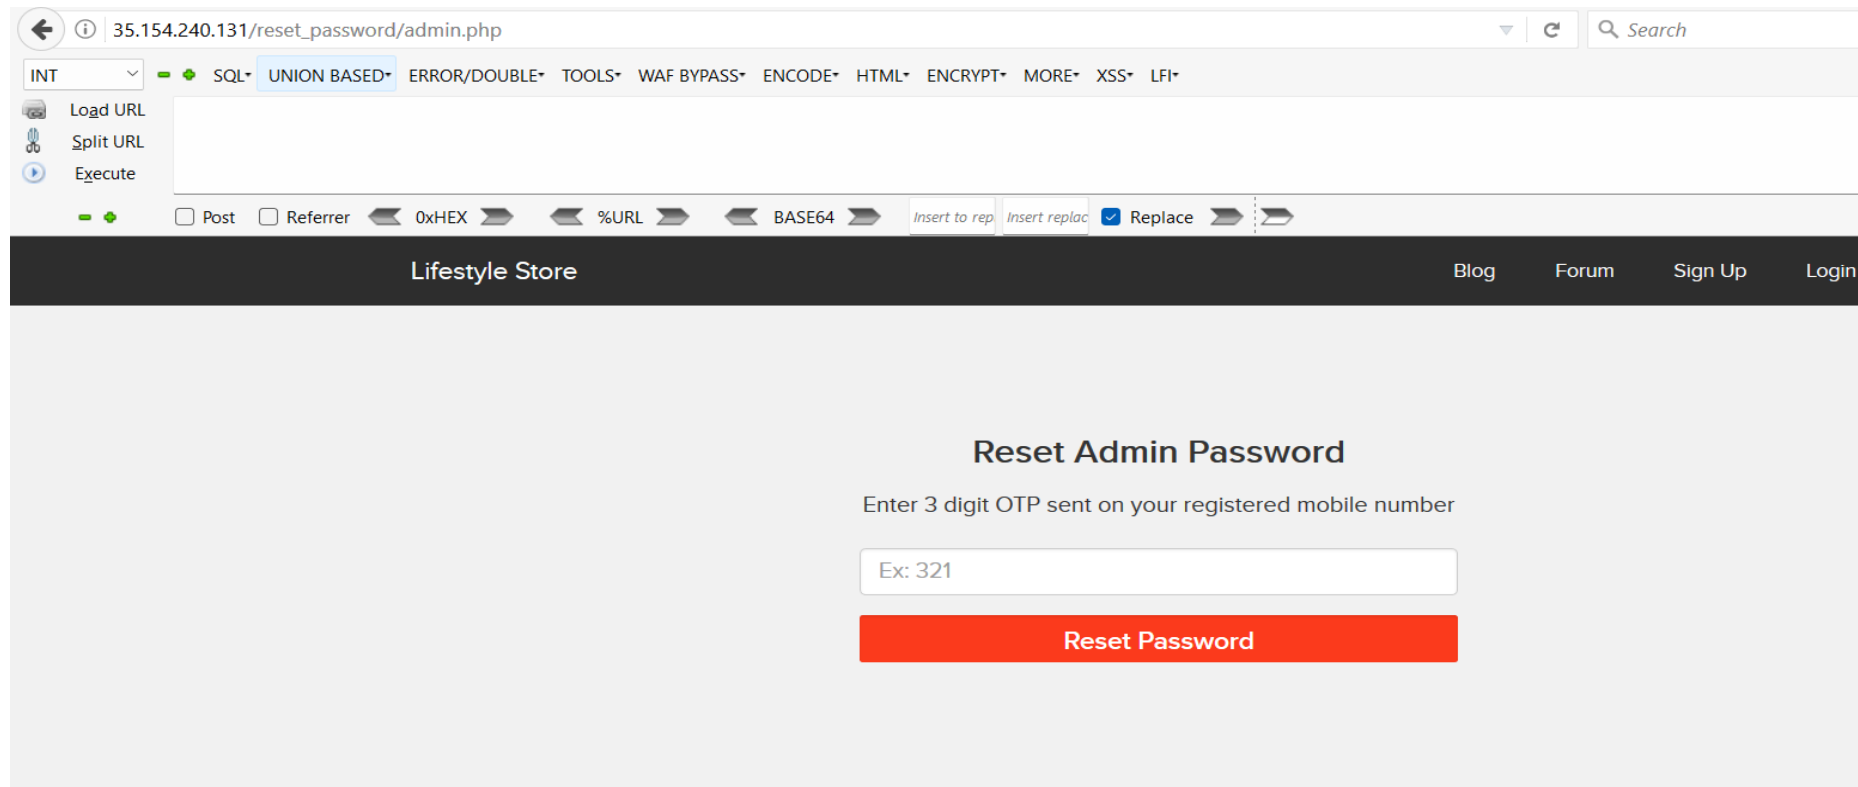 35.154.240.131/reset_password/admin.php Search
INT SQL UNION BASED ERROR/DOUBLE TOOLS WAF BYPASS ENCODE HTML ENCRYPT MORE XSS LFI
Load URL
Split URL
Execute
Post Referrer 0xHEX %URL BASE64 Insert to rep Insert replac Replace
Lifestyle Store Blog Forum Sign Up Login
Reset Admin Password
Enter 3 digit OTP sent on your registered mobile number
Ex: 321
Reset Password